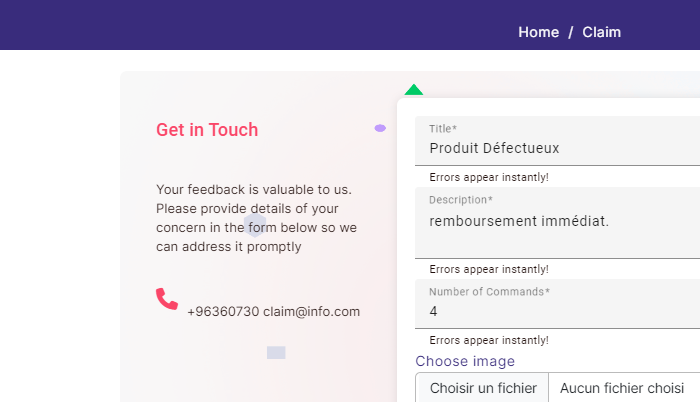 Home / Claim
Get in Touch
Your feedback is valuable to us.
Please provide details of your
concern in the form below so we
can address it promptly
+96360730 claim@info.com
Title*
Produit Défectueux
Errors appear instantly!
Description*
remboursement immédiat.
Errors appear instantly!
Number of Commands*
4
Errors appear instantly!
Choose image
Choisir un fichier Aucun fichier choisi